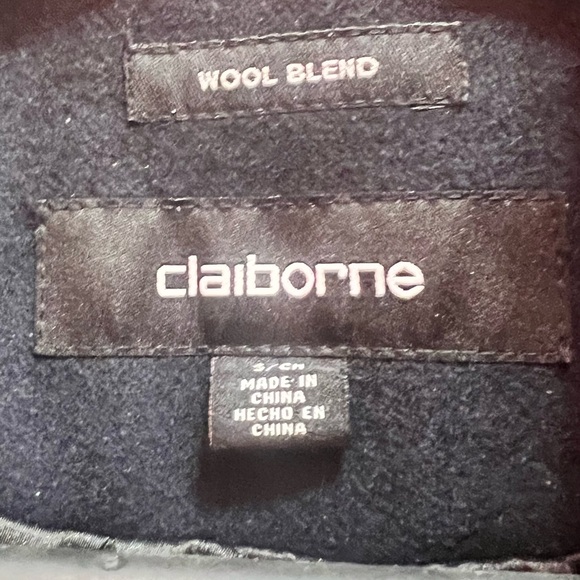 WOOL BLEND
claiborne
S/CH
MADE IN
CHINA
HECHO EN
CHINA